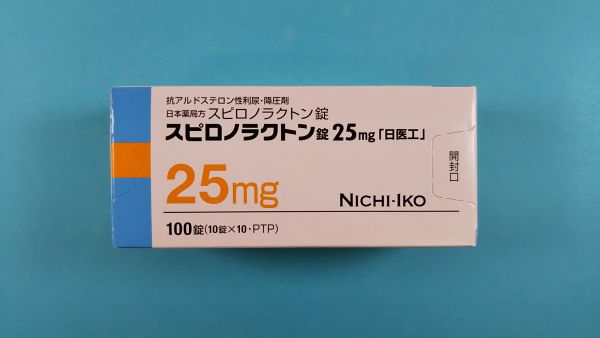 抗アルドステロン性利尿・降圧剤
日本薬局方 スピロノラクトン錠
スピロノラクトン錠 25mg「日医工」
25mg
NICHI-IKO
100錠(10錠×10・PTP)
開封口